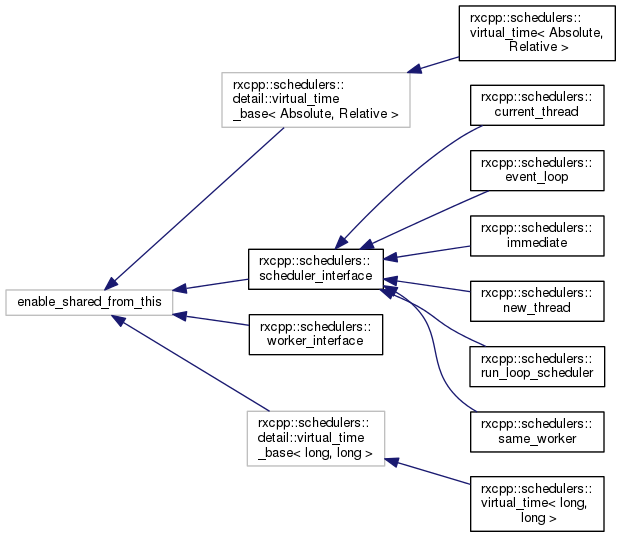 rxcpp::schedulers::
virtual_time< Absolute,
Relative >
rxcpp::schedulers::
detail::virtual_time
_base< Absolute, Relative >
rxcpp::schedulers::
current_thread
rxcpp::schedulers::
event_loop
rxcpp::schedulers::
immediate
rxcpp::schedulers::
scheduler_interface
rxcpp::schedulers::
new_thread
enable_shared_from_this
rxcpp::schedulers::
worker_interface
rxcpp::schedulers::
run_loop_scheduler
rxcpp::schedulers::
detail::virtual_time
_base< long, long >
rxcpp::schedulers::
same_worker
rxcpp::schedulers::
virtual_time< long,
long >